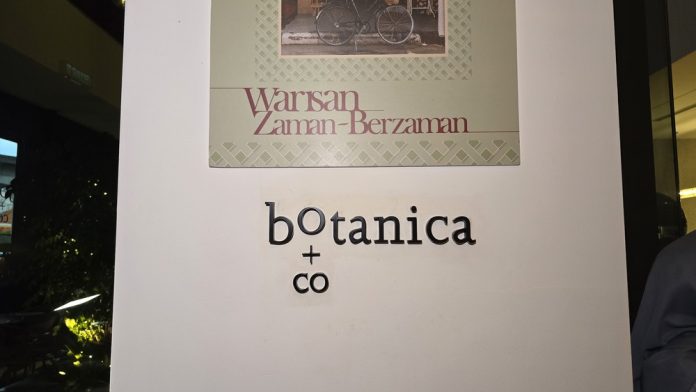 Warisan
Zaman-Berzaman
botanica
+
co